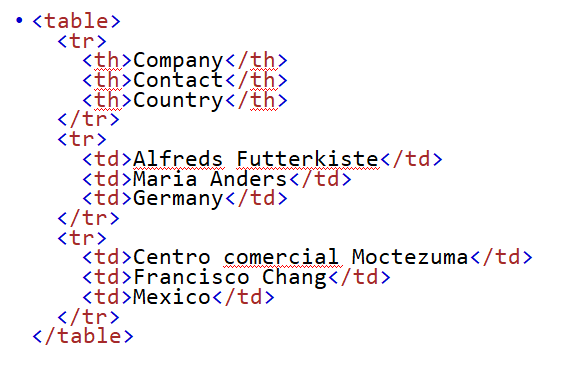 • <table>
<tr>
<th>Company</th>
<th>Contact</th>
<th>Country</th>
</tr>
<tr>
<td>Alfreds Futterkiste</td>
<td>Maria Anders</td>
<td>Germany</td>
</tr>
<tr>
<td>Centro comercial Moctezuma</td>
<td>Francisco Chang</td>
<td>Mexico</td>
</tr>
</table>